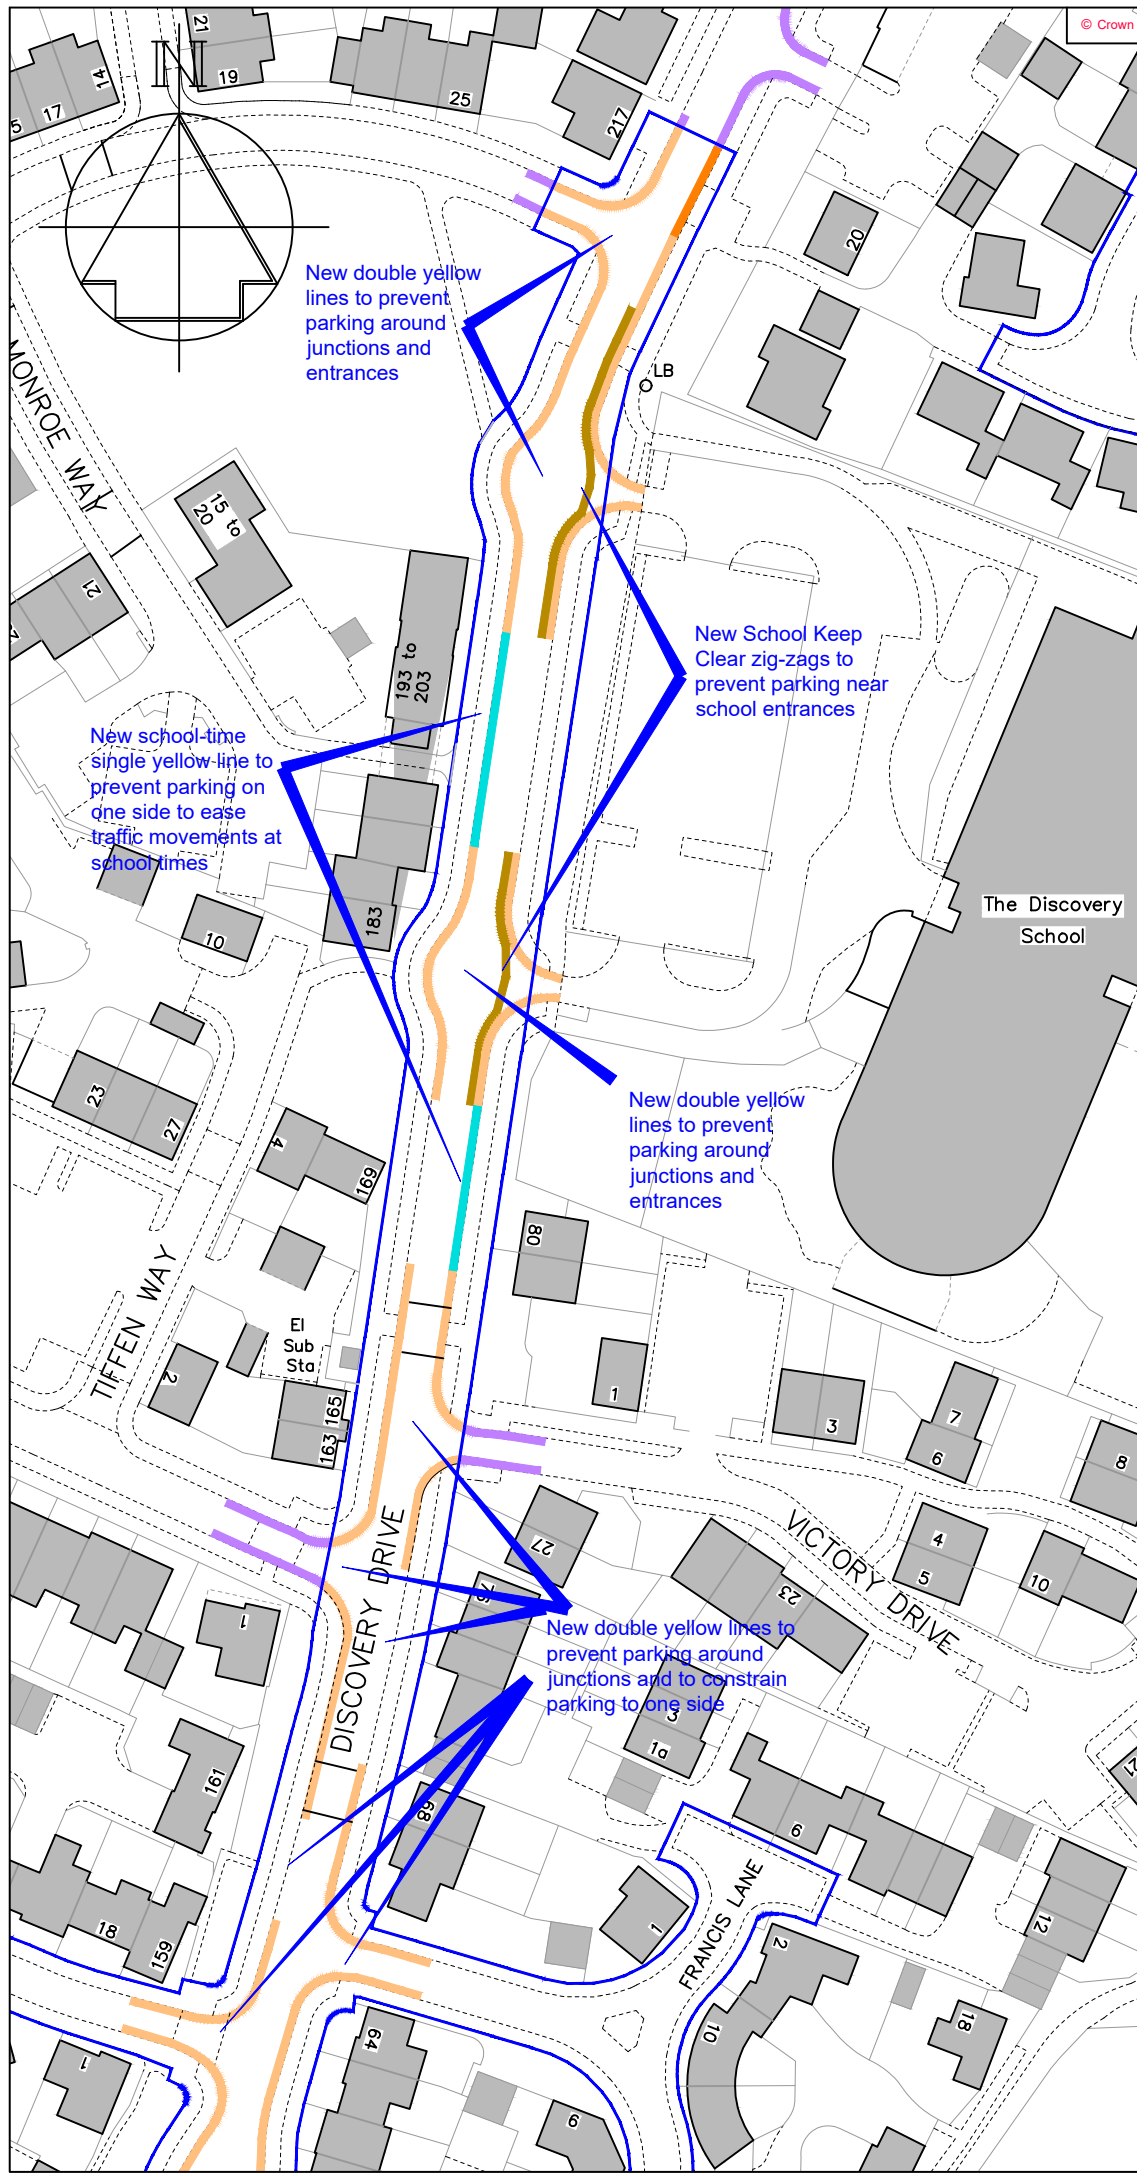 © Crown
21
19
14
17
5
25
217
N
20
New double yellow
lines to prevent
parking around
junctions and
entrances
LB
MONROE WAY
15 to
20
21
193 to
203
New School Keep
Clear zig-zags to
prevent parking near
school entrances
New school-time
single yellow line to
prevent parking on
one side to ease
traffic movements at
school times
183
10
The Discovery
School
23
27
4
169
New double yellow
lines to prevent
parking around
junctions and
entrances
80
TIFFEN WAY
El
Sub
Sta
2
165
163
1
3
7
6
8
VICTORY DRIVE
4
5
10
27
23
DISCOVERY DRIVE
1
New double yellow lines to
prevent parking around
junctions and to constrain
parking to one side
3
1a
161
68
9
FRANCIS LANE
1
2
12
18
159
10
18
64
1
9